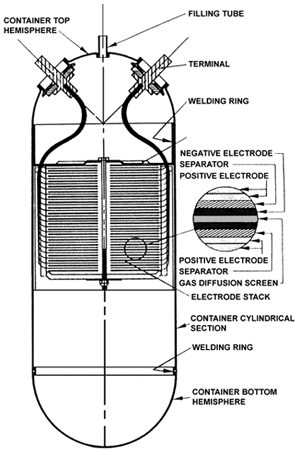 CONTAINER TOP
HEMISPHERE
FILLING TUBE
TERMINAL
WELDING RING
NEGATIVE ELECTRODE
SEPARATOR
POSITIVE ELECTRODE
POSITIVE ELECTRODE
SEPARATOR
GAS DIFFUSION SCREEN
ELECTRODE STACK
CONTAINER CYLINDRICAL
SECTION
WELDING RING
CONTAINER BOTTOM
HEMISPHERE